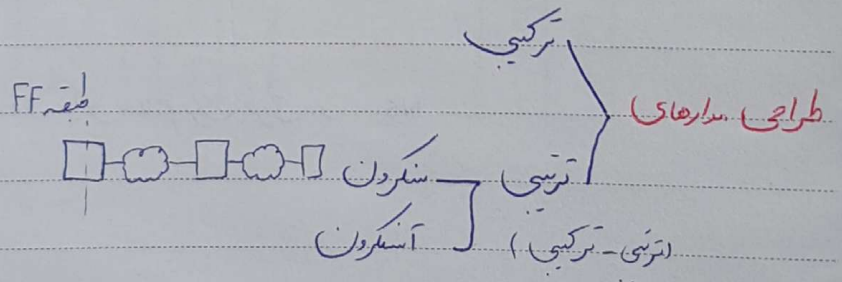 ترکیبی
طبقه FF
طراحی مدارهای
ترتیبی سنکرون
(ترتیبی - ترکیبی) آسنکرون